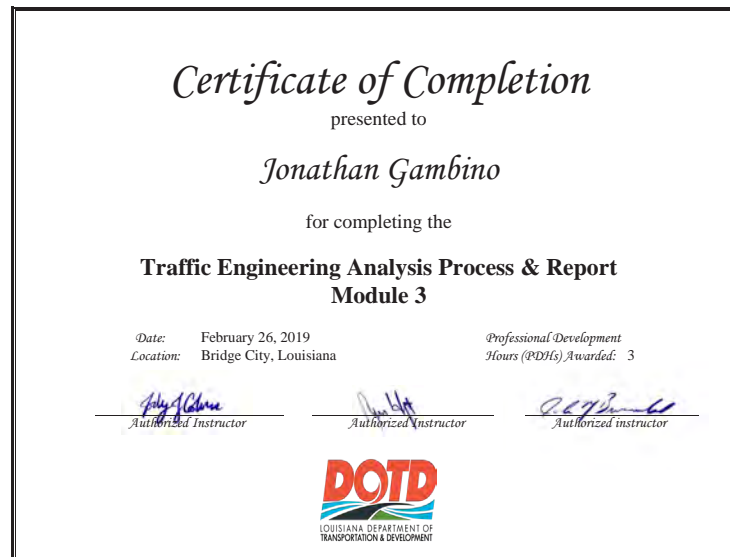 Certificate of Completion
presented to
Jonathan Gambino
for completing the
Traffic Engineering Analysis Process & Report
Module 3
Date: February 26, 2019
Location: Bridge City, Louisiana
Professional Development
Hours (PDHs) Awarded: 3
Authorized Instructor
Authorized Instructor
Authorized instructor
DOTD
LOUISIANA DEPARTMENT OF
TRANSPORTATION & DEVELOPMENT